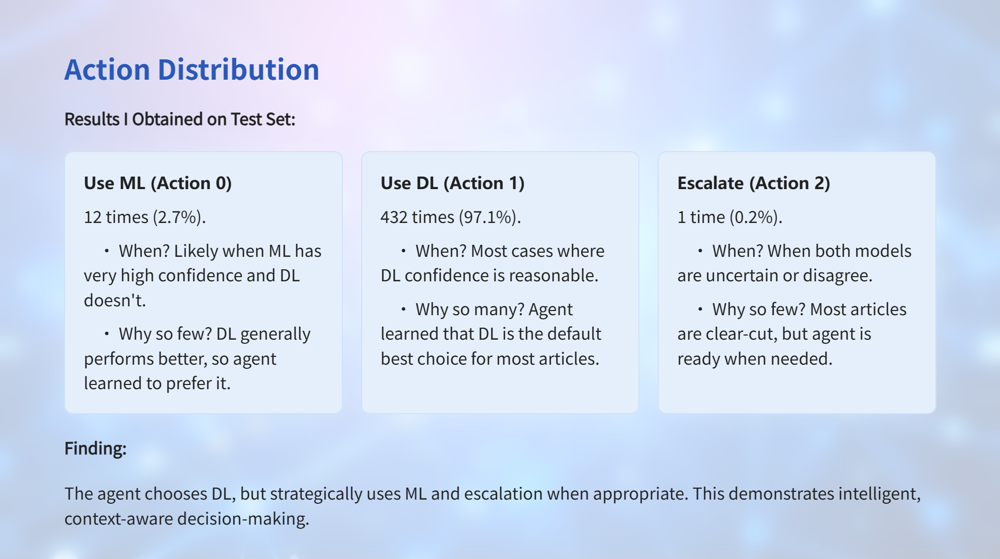 Action Distribution
Results I Obtained on Test Set:
Use ML (Action 0)
12 times (2.7%).
• When? Likely when ML has
very high confidence and DL
doesn't.
• Why so few? DL generally
performs better, so agent
learned to prefer it.
Use DL (Action 1)
432 times (97.1%).
• When? Most cases where
DL confidence is reasonable.
• Why so many? Agent
learned that DL is the default
best choice for most articles.
Escalate (Action 2)
1 time (0.2%).
• When? When both models
are uncertain or disagree.
• Why so few? Most articles
are clear-cut, but agent is
ready when needed.
Finding:
The agent chooses DL, but strategically uses ML and escalation when appropriate. This demonstrates intelligent,
context-aware decision-making.